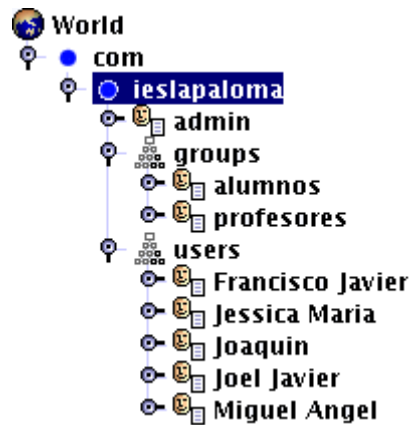 World
com
ieslapaloma
admin
groups
alumnos
profesores
users
Francisco Javier
Jessica Maria
Joaquin
Joel Javier
Miguel Angel